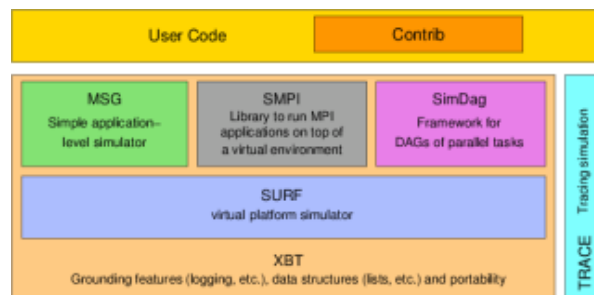 User Code
Contrib
MSG
Simple application–
level simulator
SMPI
Library to run MPI
applications on top of
a virtual environment
SimDag
Framework for
DAGs of parallel tasks
SURF
virtual platform simulator
XBT
Grounding features (logging, etc.), data structures (lists, etc.) and portability
TRACE
Tracing simulation